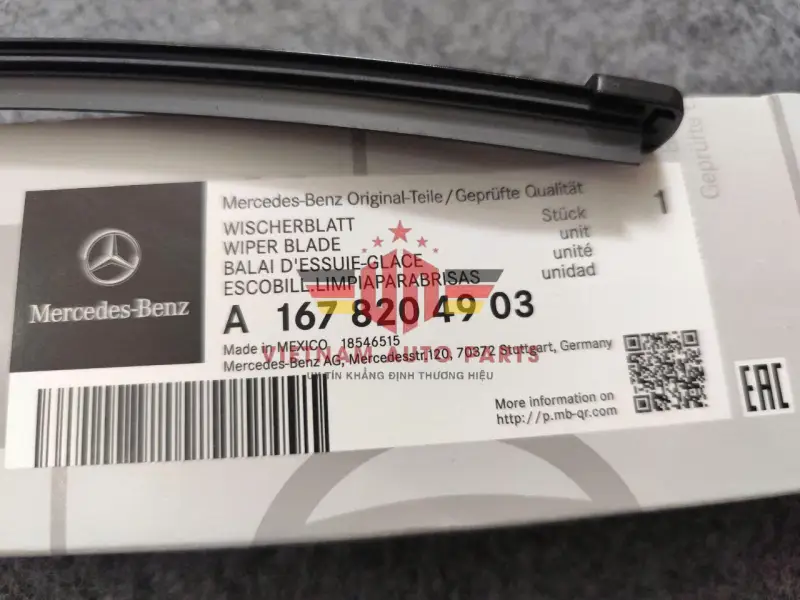 Mercedes-Benz Original-Teile/Geprüfte Qualität
WISCHERBLATT
WIPER BLADE
BALAI D'ESSUIE-GLACE
ESCOBILL.LIMPIAPARABRISAS
Stück 1
unit
unité
unidad
A 167 820 49 03
Made in MEXICO 18546515
Mercedes-Benz AG, Mercedesstr,120, 70372 Stuttgart, Germany
Mercedes-Benz
VIETNAM AUTO PARTS
UY TÍN KHẲNG ĐỊNH THƯƠNG HIỆU
More information on
http://p.mb-qr.com
EAC
Geprüfte